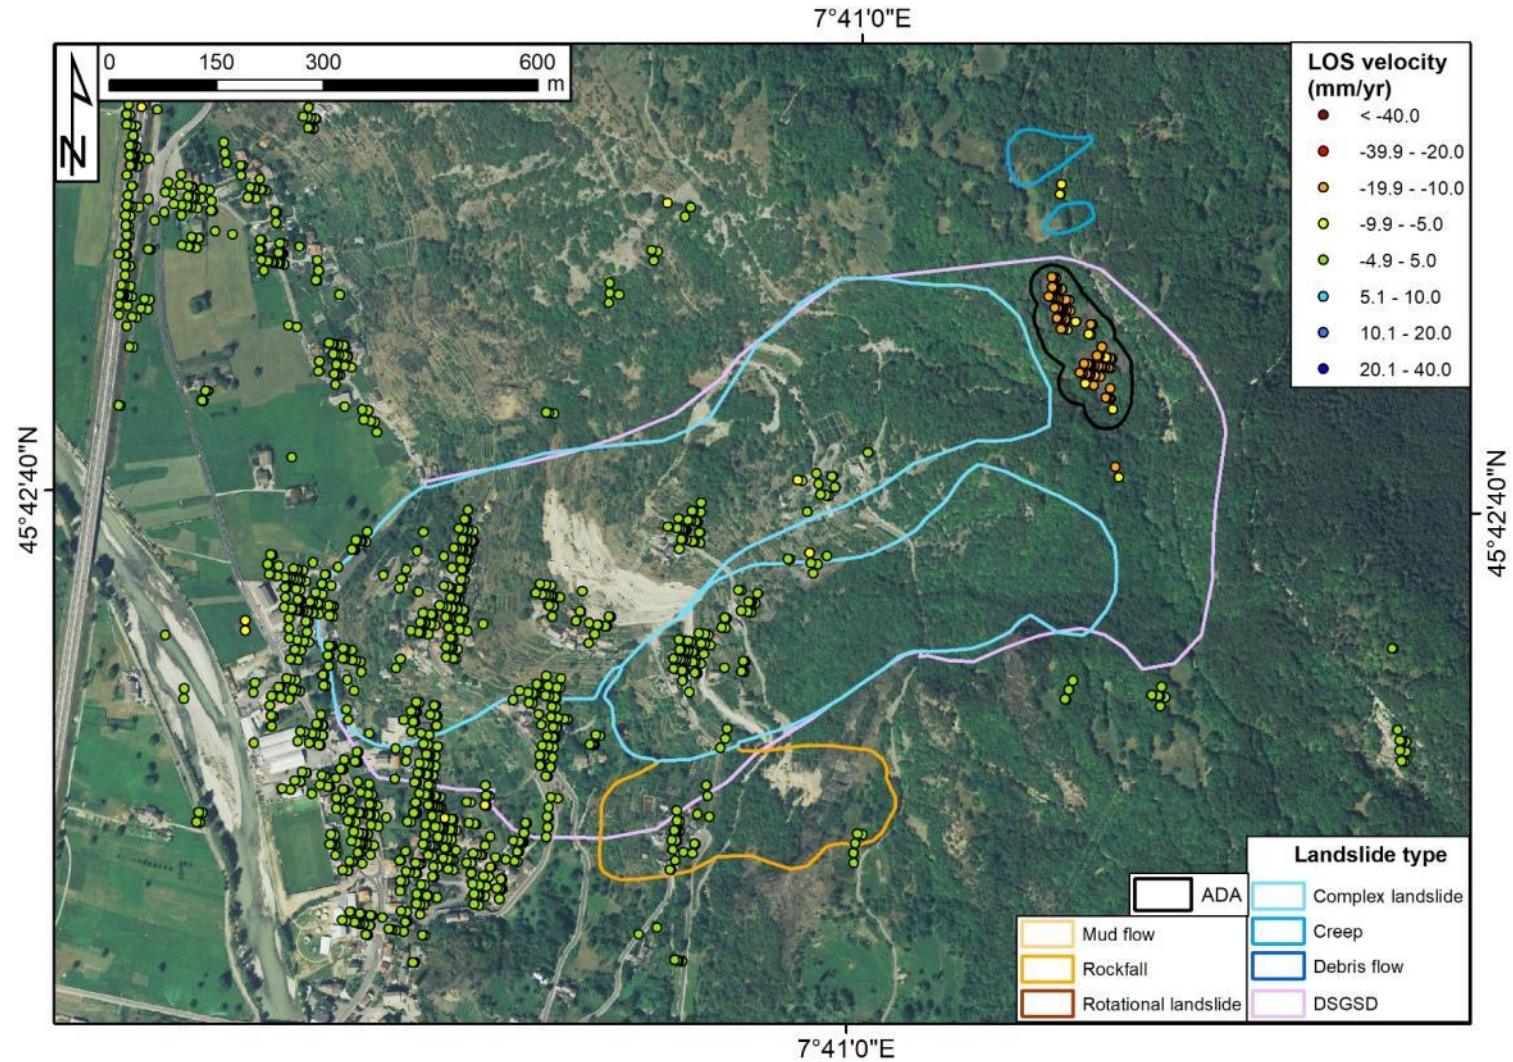 7°41'0"E
0 150 300 600
m
N
LOS velocity
(mm/yr)
< -40.0
-39.9 - -20.0
-19.9 - -10.0
-9.9 - -5.0
-4.9 - 5.0
5.1 - 10.0
10.1 - 20.0
20.1 - 40.0
45°42'40"N
45°42'40"N
Landslide type
ADA
Complex landslide
Mud flow
Creep
Rockfall
Debris flow
Rotational landslide
DSGSD
7°41'0"E